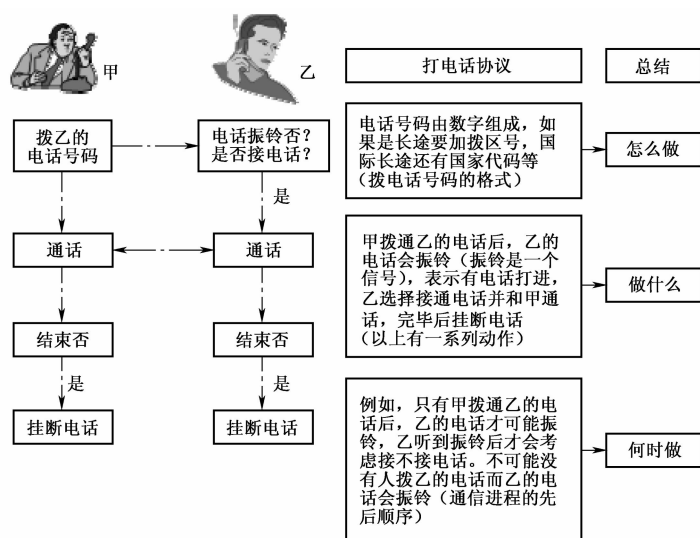 甲
乙
打电话协议
总结
拨乙的
电话号码
电话振铃否?
是否接电话?
电话号码由数字组成,如
果是长途要加拨区号,国
际长途还有国家代码等
(拨电话号码的格式)
怎么做
是
通话
通话
甲拨通乙的电话后,乙的
电话会振铃(振铃是一个
信号),表示有电话打进,
乙选择接通电话并和甲通
话,完毕后挂断电话
(以上有一系列动作)
做什么
结束否
结束否
是
是
挂断电话
挂断电话
例如,只有甲拨通乙的电
话后,乙的电话才可能振
铃,乙听到振铃后才会考
虑接不接电话。不可能没
有人拨乙的电话而乙的电
话会振铃(通信进程的先
后顺序)
何时做